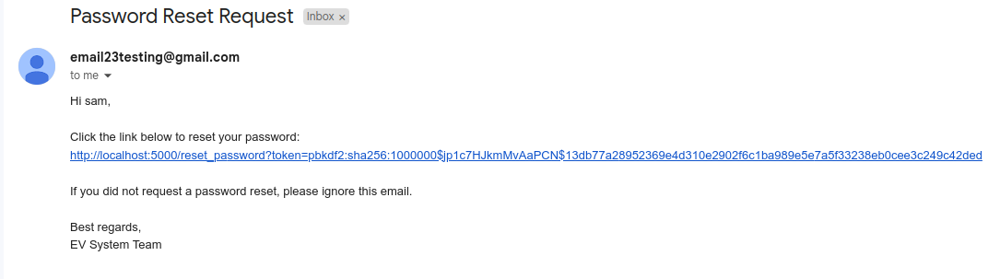 Password Reset Request Inbox ×
email23testing@gmail.com
to me
Hi sam,
Click the link below to reset your password:
http://localhost:5000/reset_password?token=pbkdf2:sha256:1000000$jp1c7HJkmMvAaPCN$13db77a28952369e4d310e2902f6c1ba989e5e7a5f33238eb0cee3c249c42ded
If you did not request a password reset, please ignore this email.
Best regards,
EV System Team